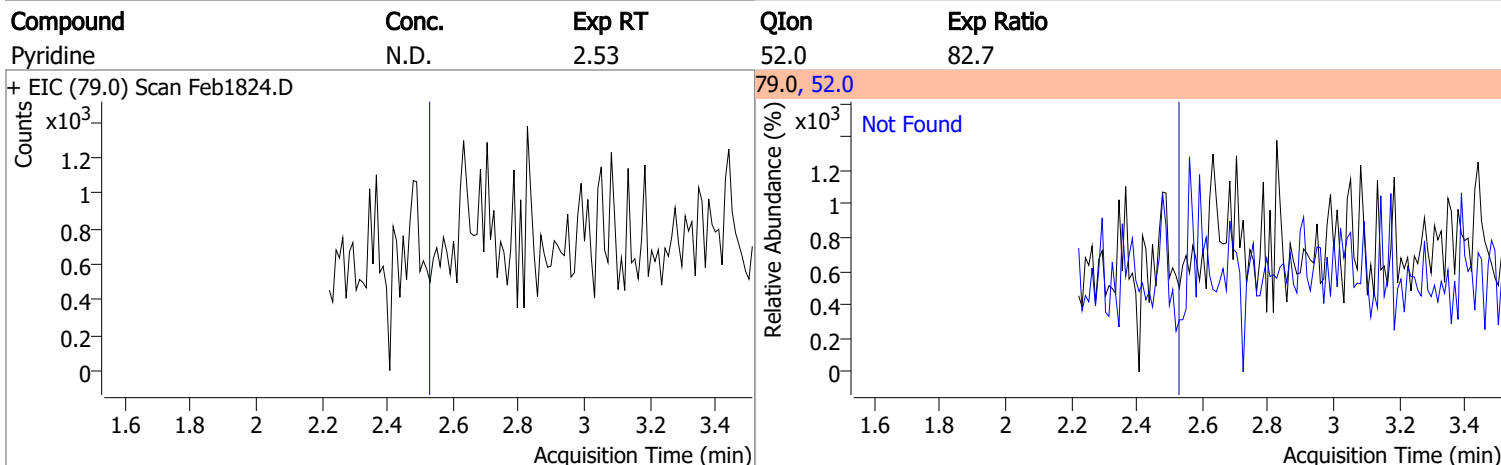 Compound Conc. Exp RT QIon Exp Ratio
Pyridine N.D. 2.53 52.0 82.7
+ EIC (79.0) Scan Feb1824.D
Counts
x10³
1.2
1
0.8
0.6
0.4
0.2
0
1.6 1.8 2 2.2 2.4 2.6 2.8 3 3.2 3.4
Acquisition Time (min)
79.0, 52.0
Relative Abundance (%)
x10³
Not Found
1.2
1
0.8
0.6
0.4
0.2
0
1.6 1.8 2 2.2 2.4 2.6 2.8 3 3.2 3.4
Acquisition Time (min)